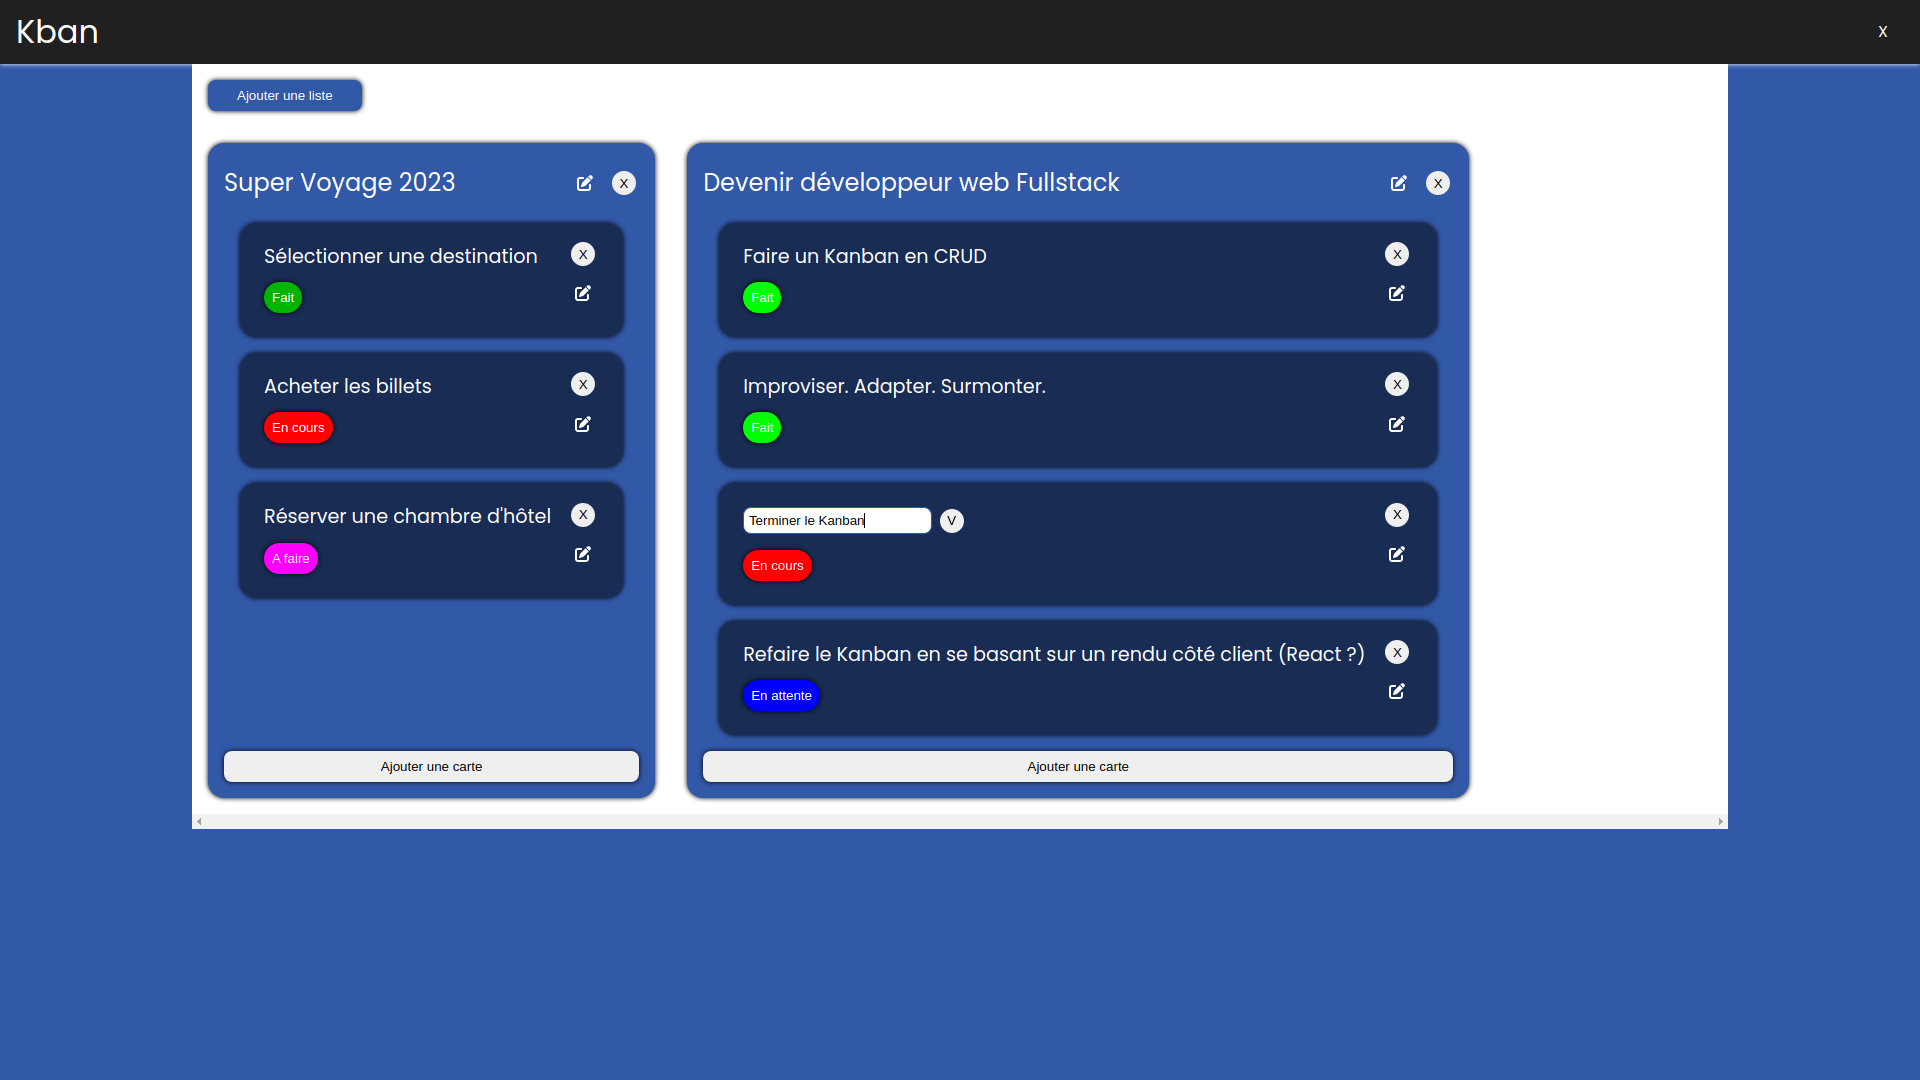 Kban
X
Ajouter une liste
Super Voyage 2023
X
Sélectionner une destination
X
Fait
Acheter les billets
X
En cours
Réserver une chambre d'hôtel
X
A faire
Ajouter une carte
Devenir développeur web Fullstack
X
Faire un Kanban en CRUD
X
Fait
Improviser. Adapter. Surmonter.
X
Fait
Terminer le Kanban
V
X
En cours
Refaire le Kanban en se basant sur un rendu côté client (React ?)
X
En attente
Ajouter une carte